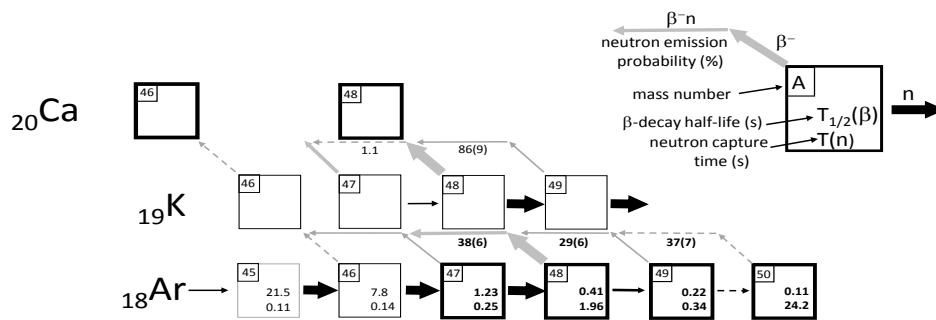 β⁻n
neutron emission
probability (%)
β⁻
A
n
mass number
β-decay half-life (s)
T₁/₂(β)
neutron capture
time (s)
T(n)
₂₀Ca
46
48
1.1
86(9)
₁₉K
46
47
48
49
38(6)
29(6)
37(7)
₁₈Ar
45
21.5
0.11
46
7.8
0.14
47
1.23
0.25
48
0.41
1.96
49
0.22
0.34
50
0.11
24.2